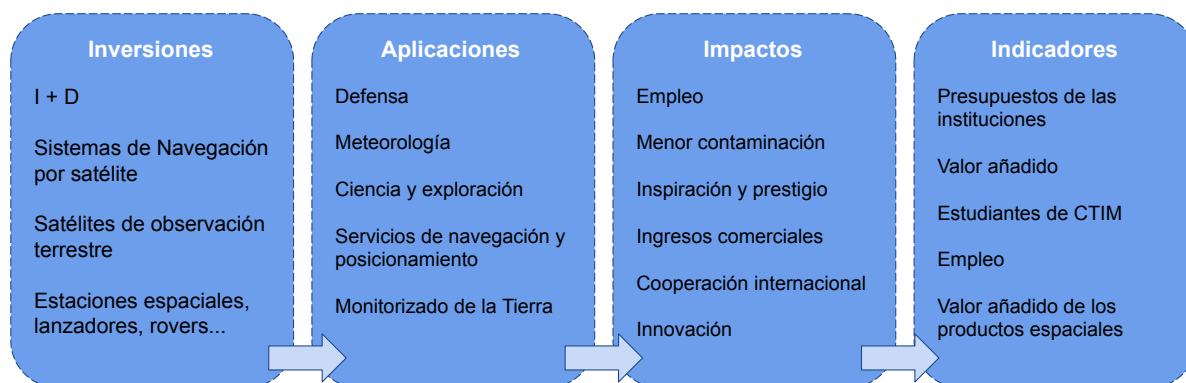 Inversiones
I + D
Sistemas de Navegación
por satélite
Satélites de observación
terrestre
Estaciones espaciales,
lanzadores, rovers...
Aplicaciones
Defensa
Meteorología
Ciencia y exploración
Servicios de navegación y
posicionamiento
Monitorizado de la Tierra
Impactos
Empleo
Menor contaminación
Inspiración y prestigio
Ingresos comerciales
Cooperación internacional
Innovación
Indicadores
Presupuestos de las
instituciones
Valor añadido
Estudiantes de CTIM
Empleo
Valor añadido de los
productos espaciales